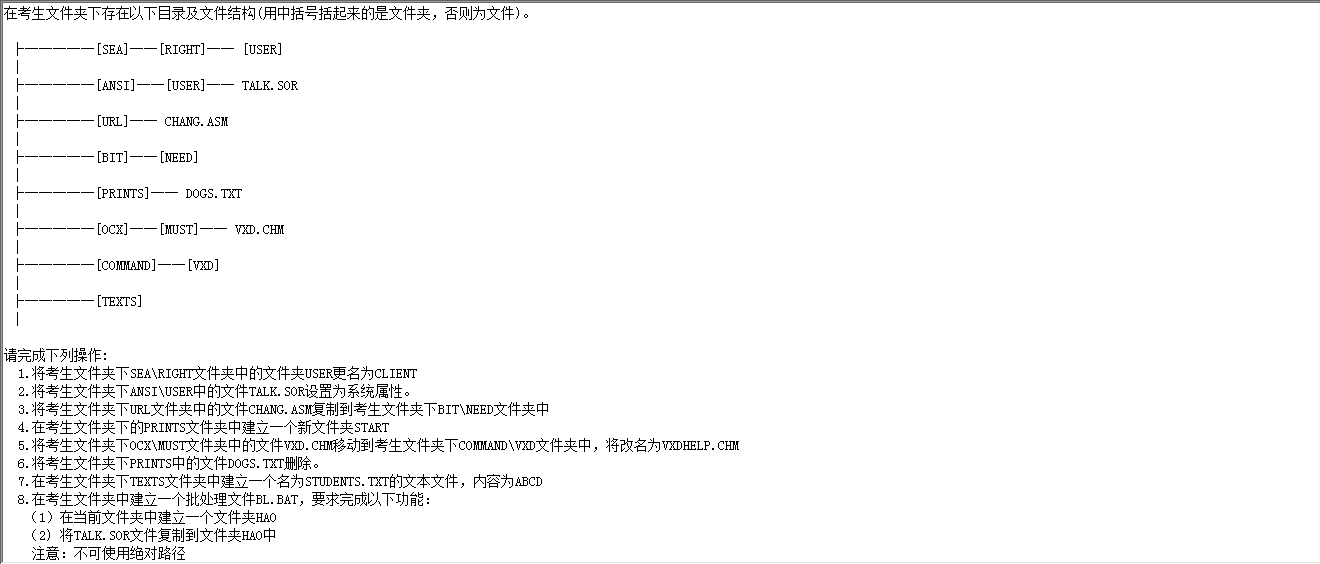 在考生文件夹下存在以下目录及文件结构(用中括号括起来的是文件夹，否则为文件)。
├—————[SEA]——[RIGHT]—— [USER]
│
├—————[ANSI]——[USER]—— TALK.SOR
│
├—————[URL]—— CHANG.ASM
│
├—————[BIT]——[NEED]
│
├—————[PRINTS]—— DOGS.TXT
│
├—————[OCX]——[MUST]—— VXD.CHM
│
├—————[COMMAND]——[VXD]
│
├—————[TEXTS]
│
请完成下列操作:
1.将考生文件夹下SEA\RIGHT文件夹中的文件夹USER更名为CLIENT
2.将考生文件夹下ANSI\USER中的文件TALK.SOR设置为系统属性。
3.将考生文件夹下URL文件夹中的文件CHANG.ASM复制到考生文件夹下BIT\NEED文件夹中
4.在考生文件夹下的PRINTS文件夹中建立一个新文件夹START
5.将考生文件夹下OCX\MUST文件夹中的文件VXD.CHM移动到考生文件夹下COMMAND\VXD文件夹中，将改名为VXDHELP.CHM
6.将考生文件夹下PRINTS中的文件DOGS.TXT删除。
7.在考生文件夹下TEXTS文件夹中建立一个名为STUDENTS.TXT的文本文件，内容为ABCD
8.在考生文件夹中建立一个批处理文件BL.BAT，要求完成以下功能：
（1）在当前文件夹中建立一个文件夹HAO
（2）将TALK.SOR文件复制到文件夹HAO中
注意：不可使用绝对路径